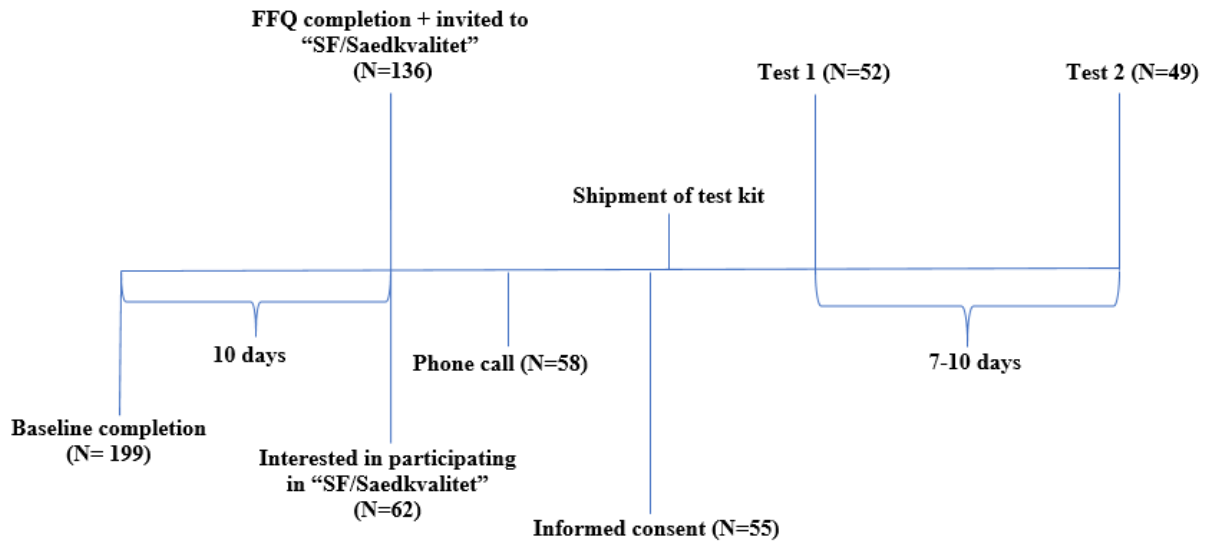 FFQ completion + invited to
“SF/Saedkvalitet”
(N=136)
Test 1 (N=52)
Test 2 (N=49)
Shipment of test kit
10 days
Phone call (N=58)
7-10 days
Baseline completion
(N= 199)
Interested in participating
in “SF/Saedkvalitet”
(N=62)
Informed consent (N=55)